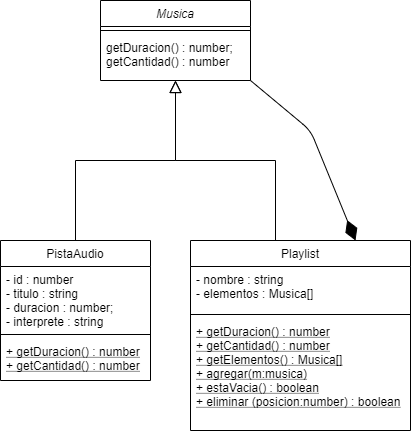 Musica
getDuracion() : number;
getCantidad() : number
PistaAudio
- id : number
- titulo : string
- duracion : number;
- interprete : string
+ getDuracion() : number
+ getCantidad() : number
Playlist
- nombre : string
- elementos : Musica[]
+ getDuracion() : number
+ getCantidad() : number
+ getElementos() : Musica[]
+ agregar(m:musica)
+ estaVacia() : boolean
+ eliminar (posicion:number) : boolean